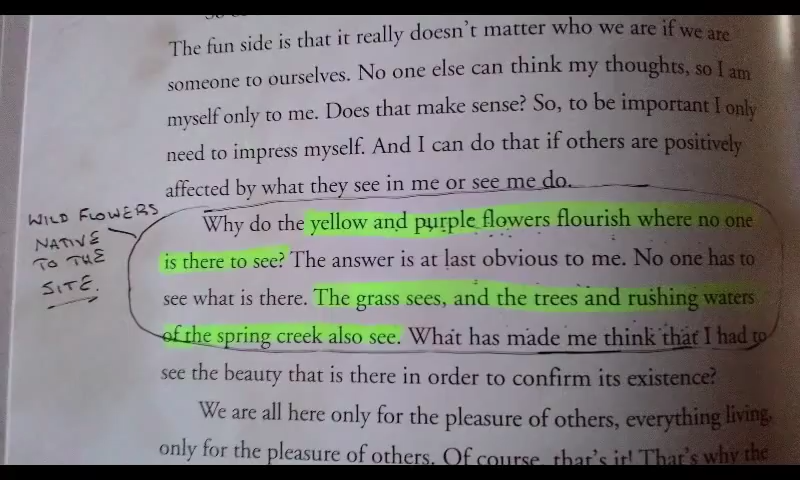 The fun side is that it really doesn't matter who we are if we are
someone to ourselves. No one else can think my thoughts, so I am
myself only to me. Does that make sense? So, to be important I only
need to impress myself. And I can do that if others are positively
affected by what they see in me or see me do.
WILD FLOWERS
NATIVE
TO THE
SITE.
Why do the yellow and purple flowers flourish where no one
is there to see? The answer is at last obvious to me. No one has to
see what is there. The grass sees, and the trees and rushing waters
of the spring creek also see. What has made me think that I had to
see the beauty that is there in order to confirm its existence?
We are all here only for the pleasure of others, everything living,
only for the pleasure of others. Of course, that's it! That's why the